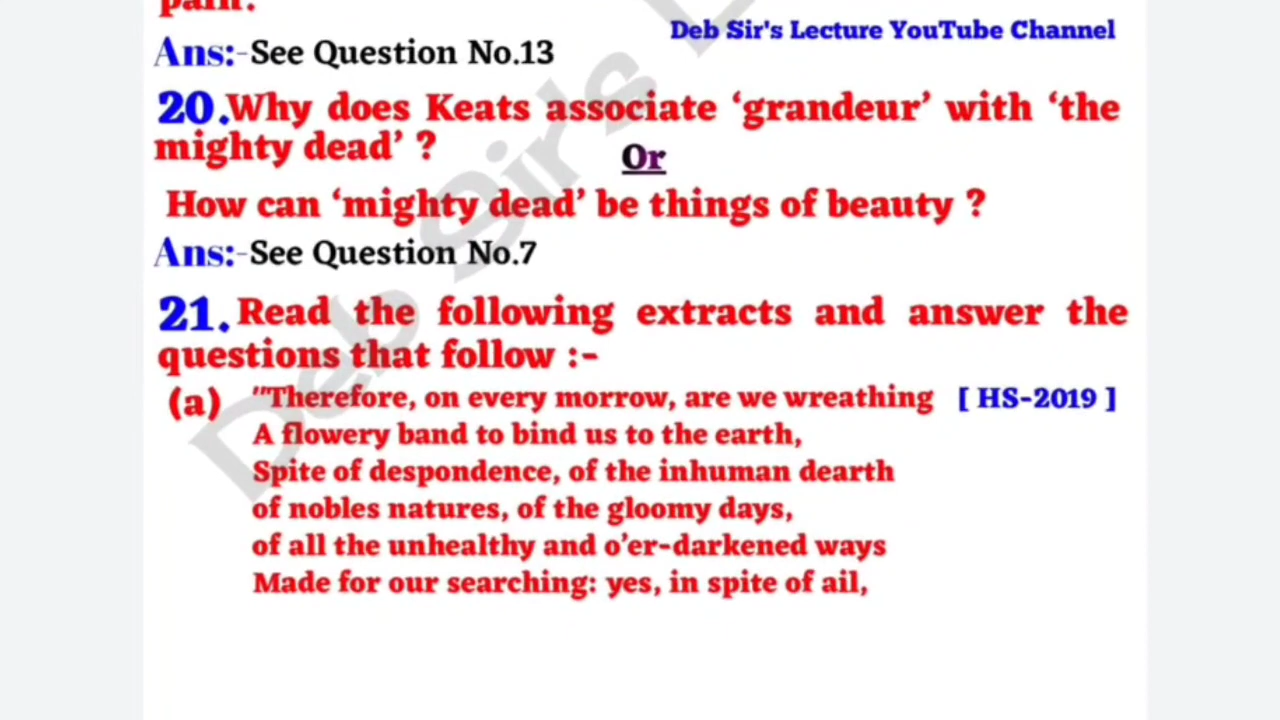 pain?
Deb Sir's Lecture YouTube Channel
Ans:-See Question No.13
20.Why does Keats associate ‘grandeur’ with ‘the
mighty dead’ ?
Or
How can ‘mighty dead’ be things of beauty ?
Ans:-See Question No.7
21.Read the following extracts and answer the
questions that follow :-
(a) "Therefore, on every morrow, are we wreathing [ HS-2019 ]
A flowery band to bind us to the earth,
Spite of despondence, of the inhuman dearth
of nobles natures, of the gloomy days,
of all the unhealthy and o’er-darkened ways
Made for our searching: yes, in spite of ail,
Deb Sir's